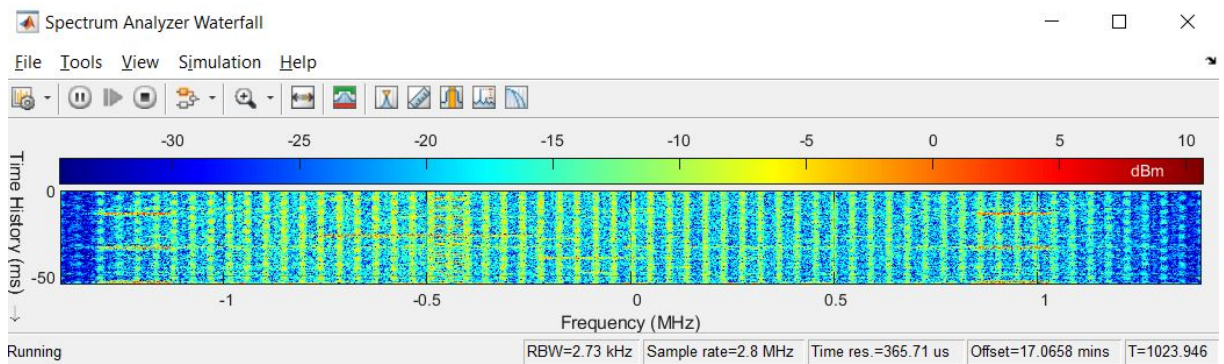 Spectrum Analyzer Waterfall
File Tools View Simulation Help
-30 -25 -20 -15 -10 -5 0 5 10
dBm
Time History (ms) →
0
-50
-1 -0.5 0 0.5 1
Frequency (MHz)
Running RBW=2.73 kHz Sample rate=2.8 MHz Time res.=365.71 us Offset=17.0658 mins T=1023.946